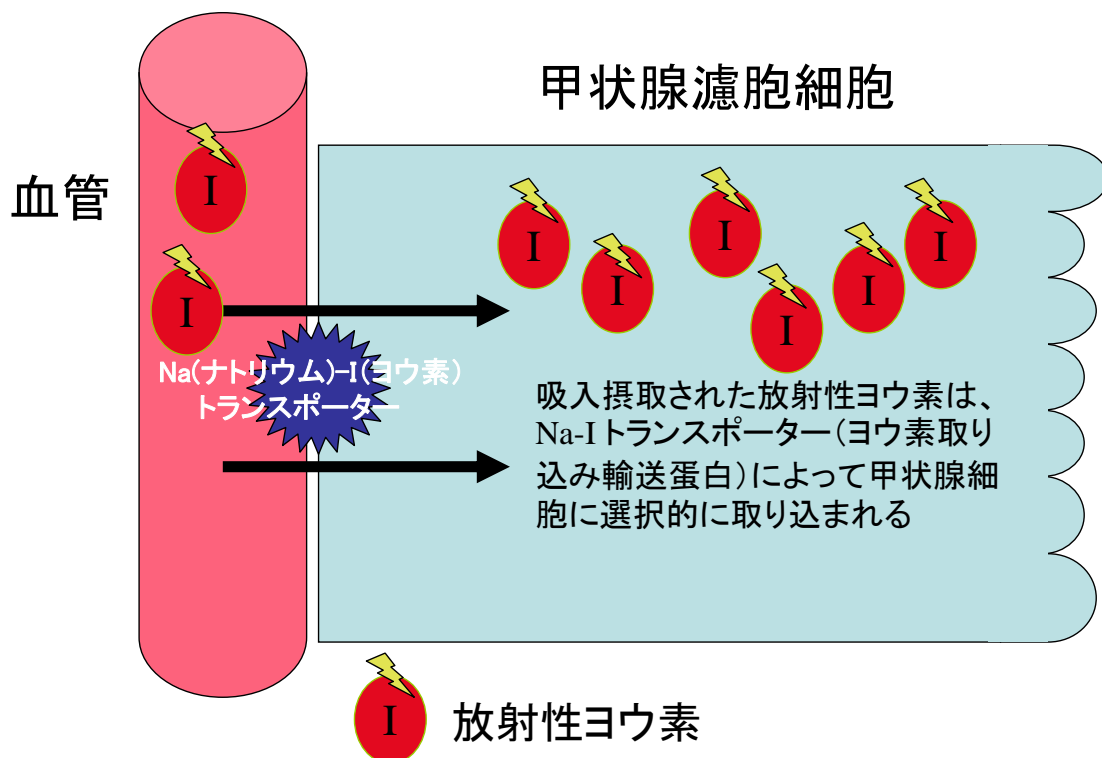 甲状腺濾胞細胞
血管
I
I
I
I
I
I
I
I
Na(ナトリウム)-I(ヨウ素)
トランスポーター
吸入摂取された放射性ヨウ素は、
Na-Iトランスポーター(ヨウ素取り
込み輸送蛋白)によって甲状腺細
胞に選択的に取り込まれる
I 放射性ヨウ素